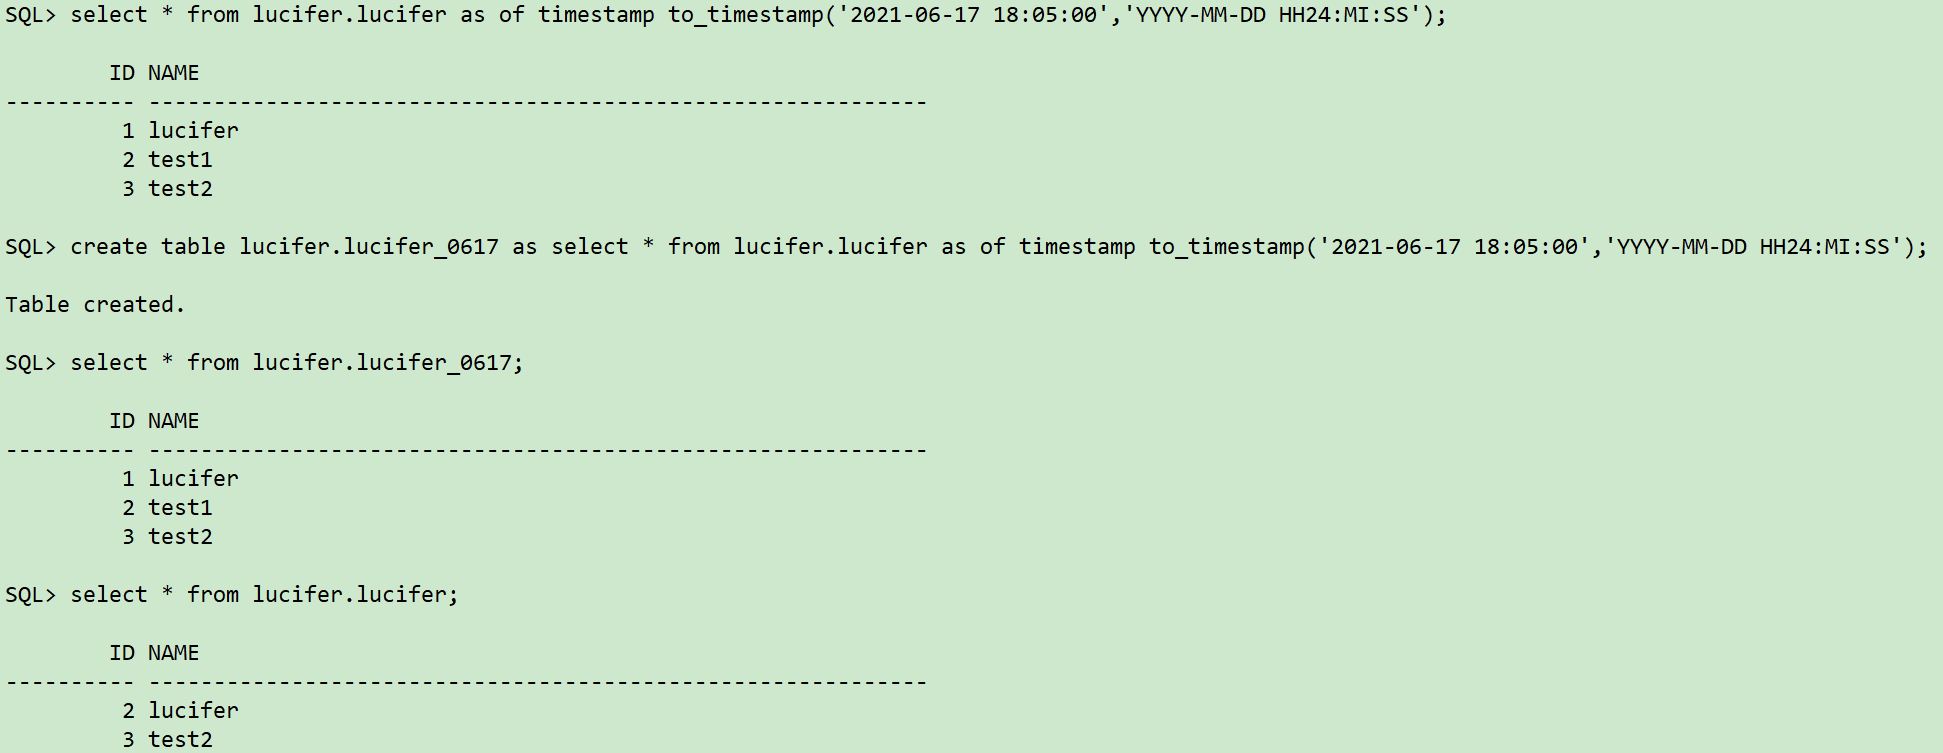 SQL> select * from lucifer.lucifer as of timestamp to_timestamp('2021-06-17 18:05:00','YYYY-MM-DD HH24:MI:SS');
        ID NAME
---------- ------------------------------------------------------------
         1 lucifer
         2 test1
         3 test2
SQL> create table lucifer.lucifer_0617 as select * from lucifer.lucifer as of timestamp to_timestamp('2021-06-17 18:05:00','YYYY-MM-DD HH24:MI:SS');
Table created.
SQL> select * from lucifer.lucifer_0617;
        ID NAME
---------- ------------------------------------------------------------
         1 lucifer
         2 test1
         3 test2
SQL> select * from lucifer.lucifer;
        ID NAME
---------- ------------------------------------------------------------
         2 lucifer
         3 test2